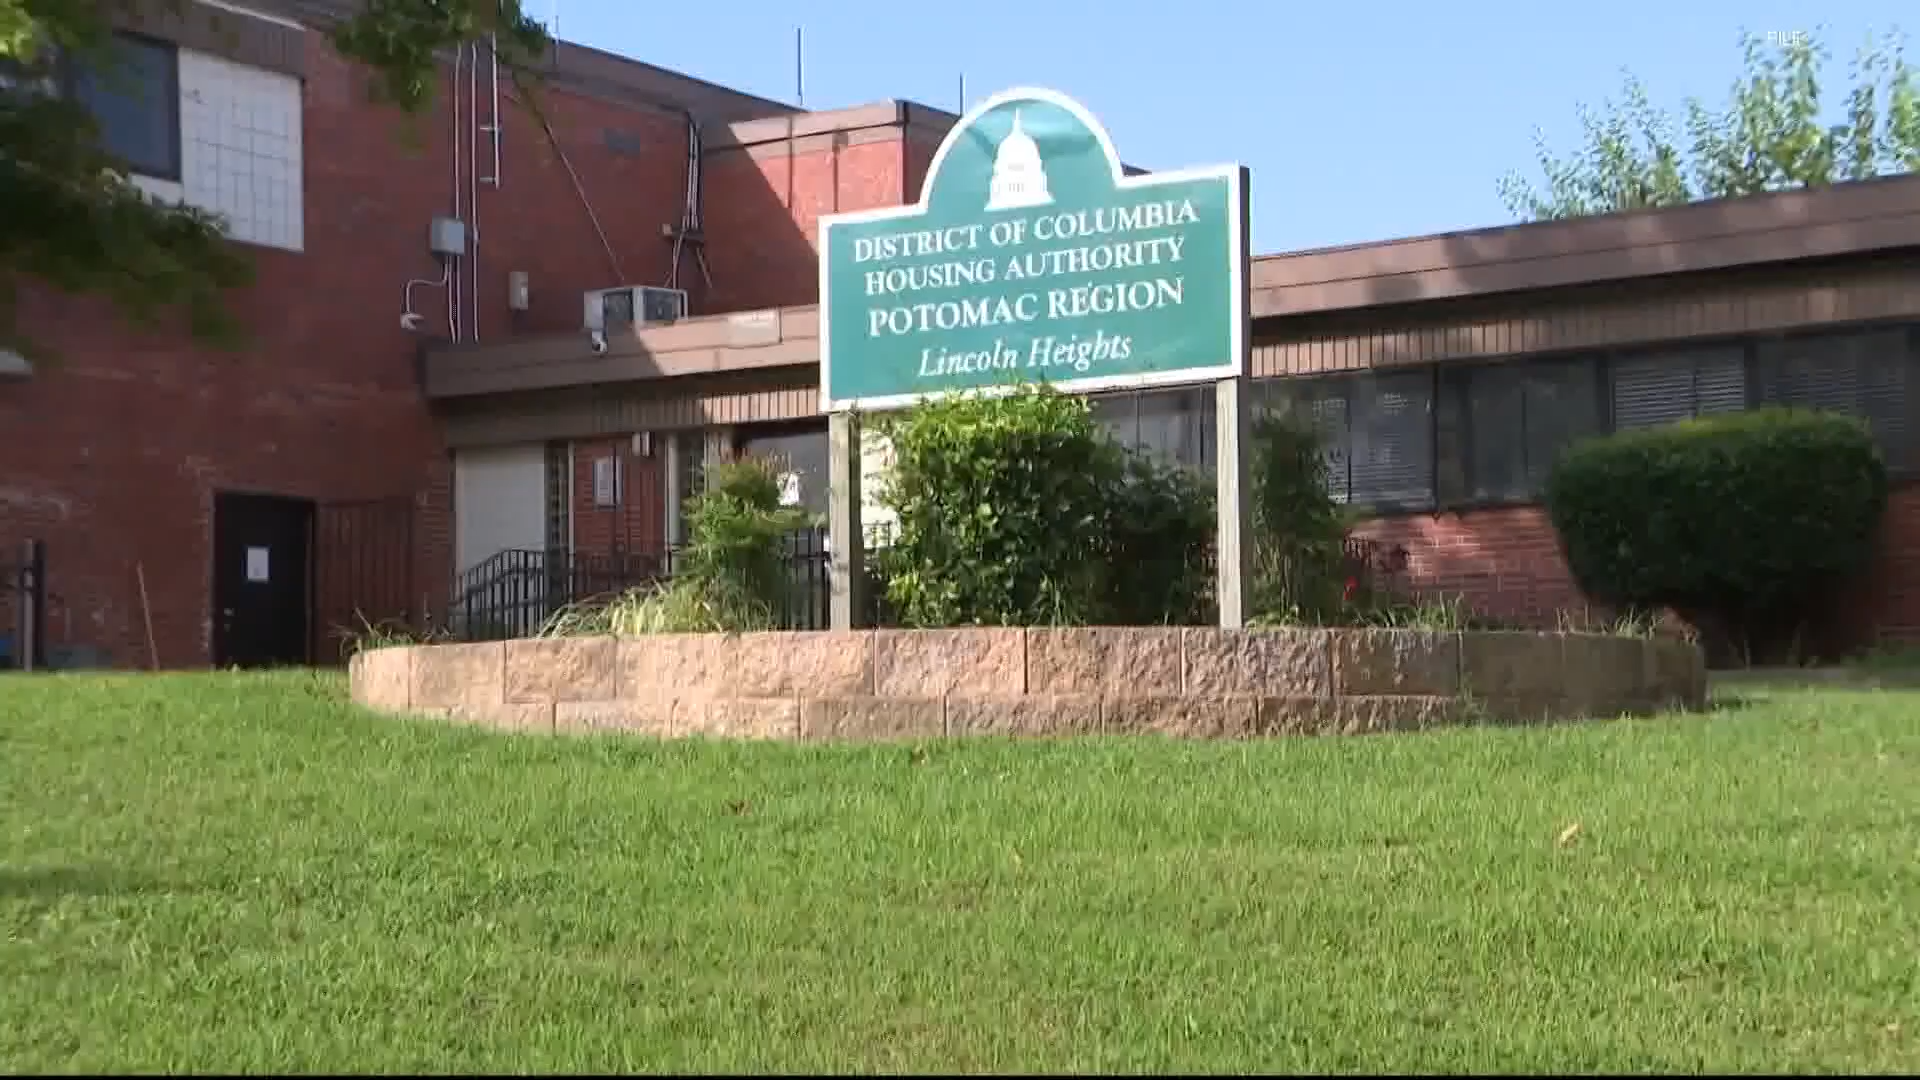 FILE
DISTRICT OF COLUMBIA
HOUSING AUTHORITY
POTOMAC REGION
Lincoln Heights